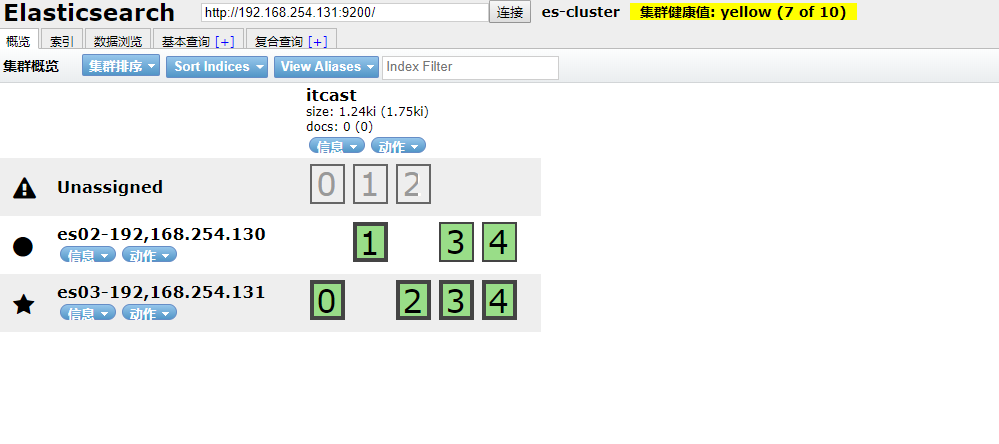 Elasticsearch http://192.168.254.131:9200/ 连接 es-cluster 集群健康值: yellow (7 of 10)
概览 索引 数据浏览 基本查询 [+] 复合查询 [+]
集群概览 集群排序 Sort Indices View Aliases Index Filter
itcast
size: 1.24ki (1.75ki)
docs: 0 (0)
信息 动作
Unassigned 0 1 2
es02-192,168.254.130 1 3 4
信息 动作
es03-192,168.254.131 0 2 3 4
信息 动作